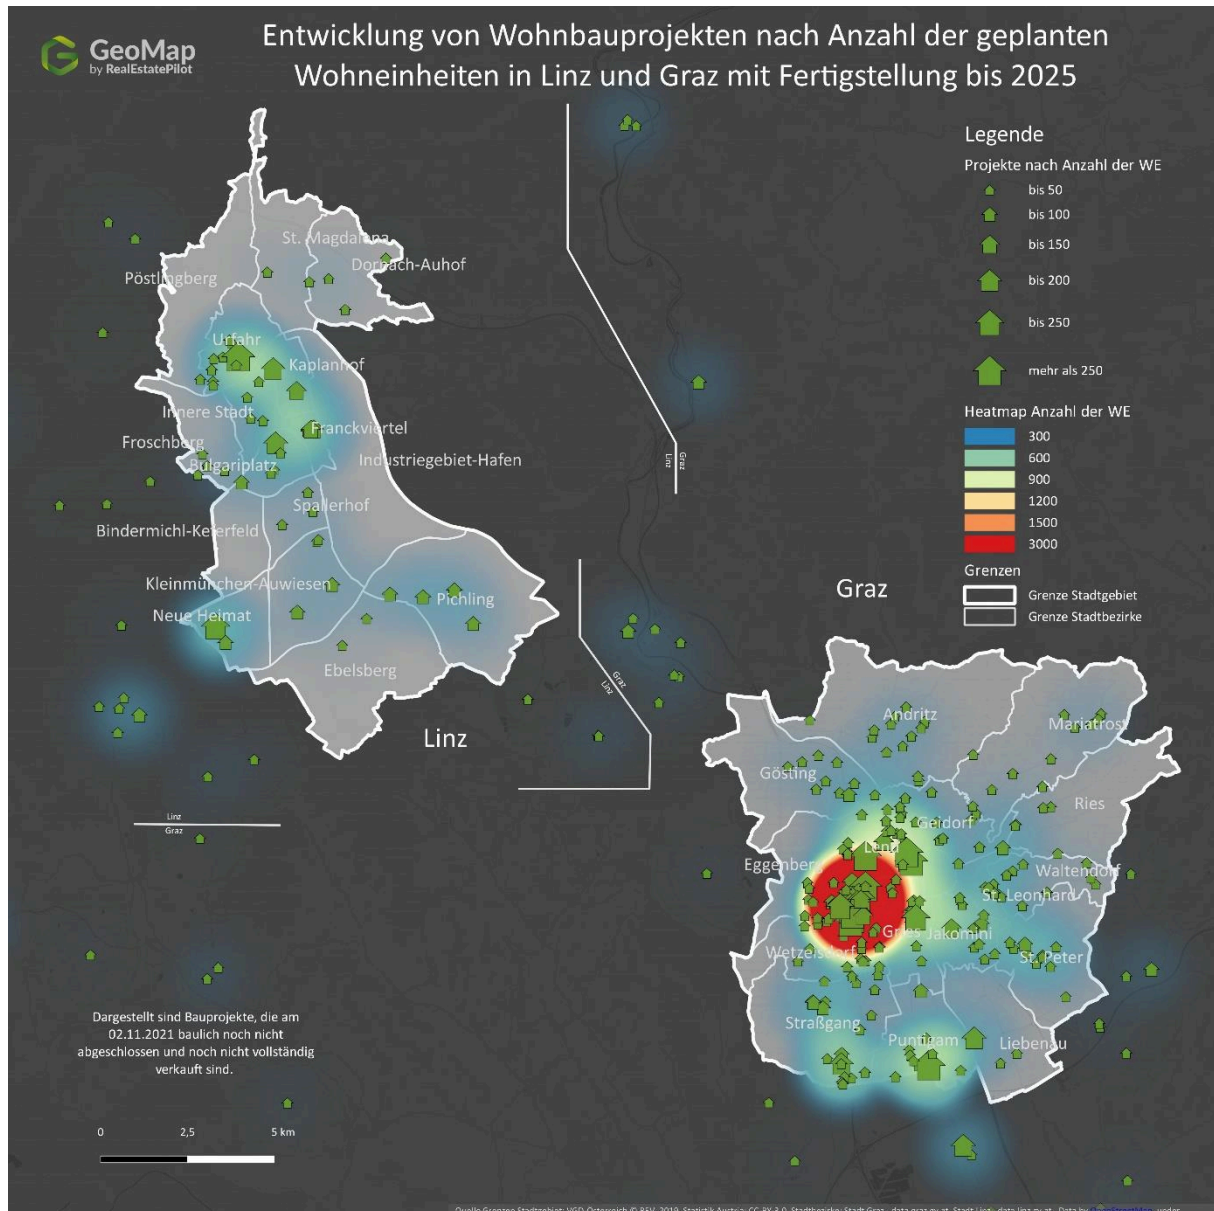 GeoMap
by RealEstatePilot
Entwicklung von Wohnbauprojekten nach Anzahl der geplanten
Wohneinheiten in Linz und Graz mit Fertigstellung bis 2025
Legende
Projekte nach Anzahl der WE
bis 50
bis 100
bis 150
bis 200
bis 250
mehr als 250
Heatmap Anzahl der WE
300
600
900
1200
1500
3000
Grenzen
Grenze Stadtgebiet
Grenze Stadtbezirke
St. Magdalena
Dornach-Auhof
Pöstlingberg
Urfahr
Kaplanhof
Innere Stadt
Franckviertel
Froschberg
Bulgariplatz
Industriegebiet-Hafen
Spallerhof
Bindermichl-Keferfeld
Kleinmünchen-Auwiesen
Neue Heimat
Pichling
Ebelsberg
Linz
Graz
Linz
Graz
Linz
Linz
Graz
Graz
Andritz
Mariatrost
Gösting
Ries
Geidorf
Lend
Eggenberg
Waltendorf
St. Leonhard
Gries
Jakomini
Wetzelsdorf
St. Peter
Straßgang
Puntigam
Liebenau
Dargestellt sind Bauprojekte, die am
02.11.2021 baulich noch nicht
abgeschlossen und noch nicht vollständig
verkauft sind.
0 2,5 5 km